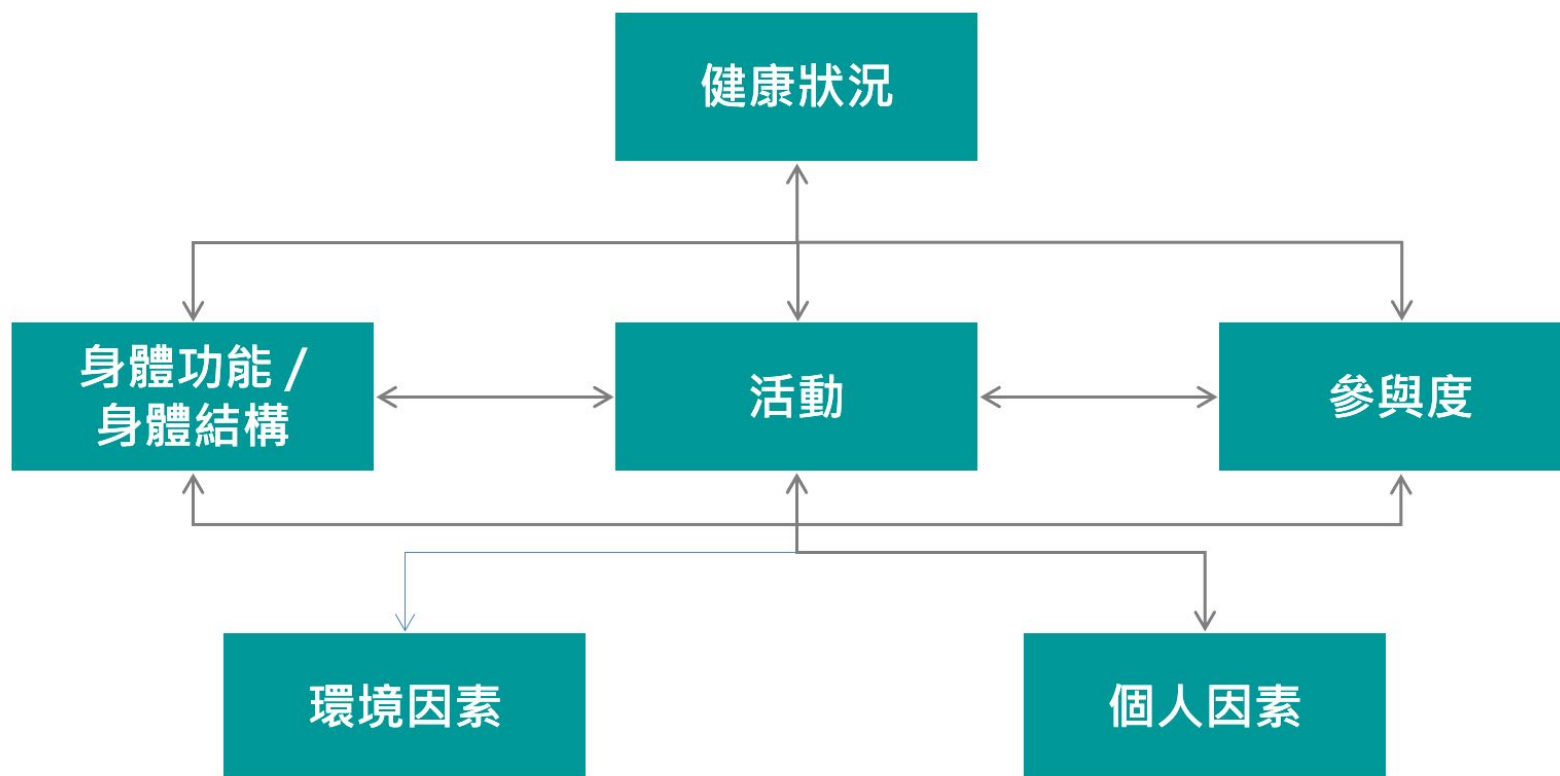 健康狀況
身體功能 /
身體結構
活動
參與度
環境因素
個人因素